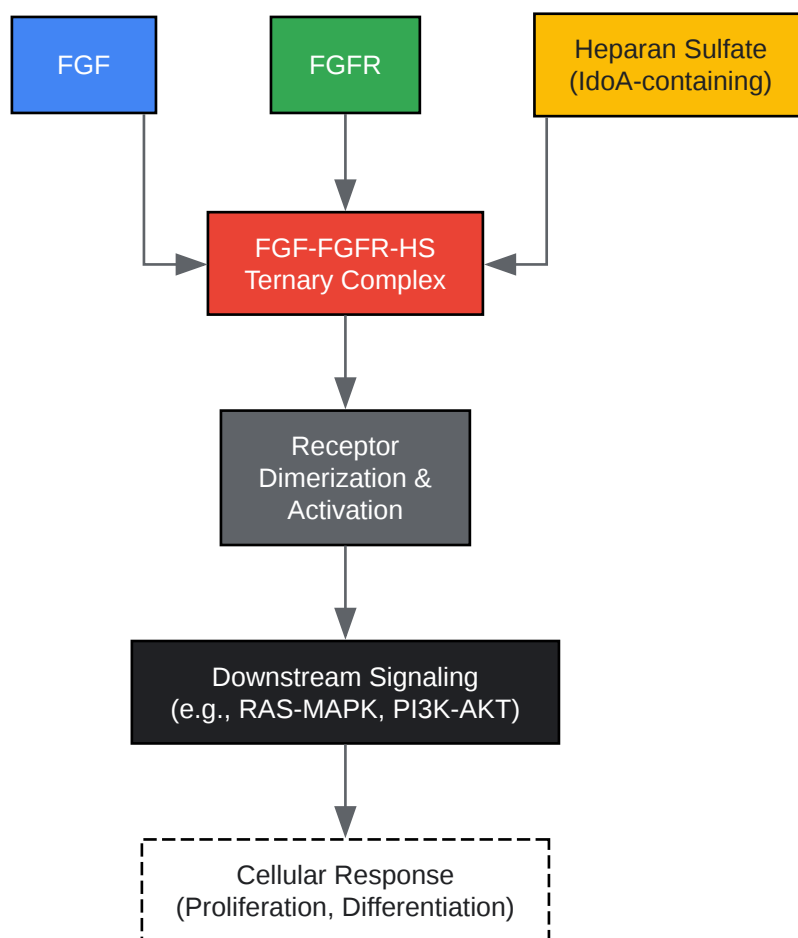 FGF
FGFR
Heparan Sulfate
(IdoA-containing)
FGF-FGFR-HS
Ternary Complex
Receptor
Dimerization &
Activation
Downstream Signaling
(e.g., RAS-MAPK, PI3K-AKT)
Cellular Response
(Proliferation, Differentiation)